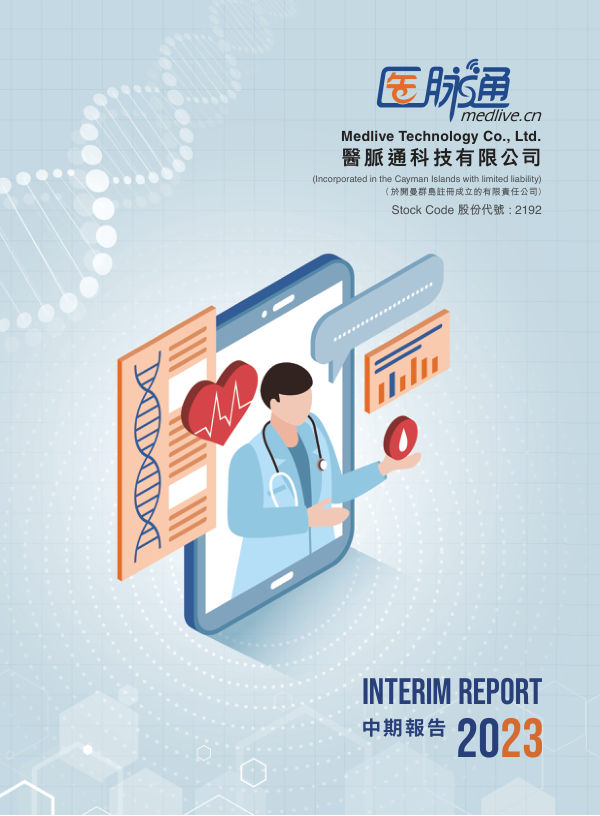 医脉通
medlive.cn
Medlive Technology Co., Ltd.
醫脈通科技有限公司
(Incorporated in the Cayman Islands with limited liability)
（於開曼群島註冊成立的有限責任公司）
Stock Code 股份代號 : 2192
INTERIM REPORT
中期報告 2023